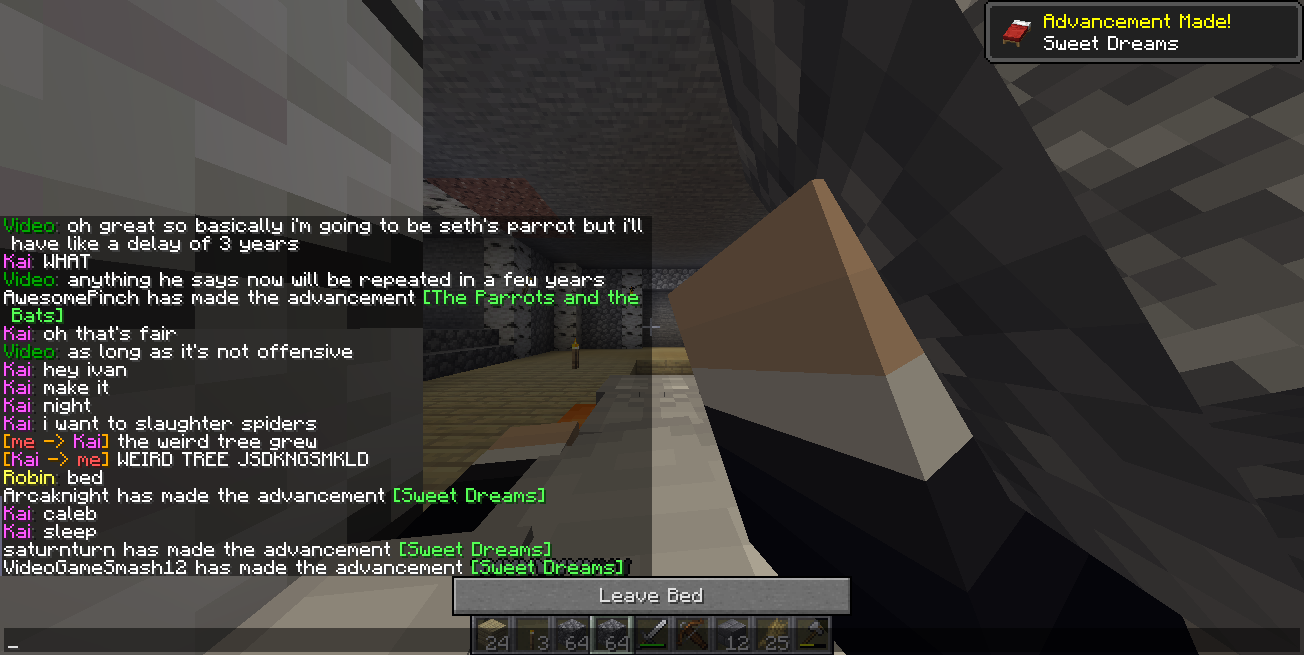 Advancement Made!
Sweet Dreams
Video: oh great so basically i'm going to be seth's parrot but i'll
have like a delay of 3 years
Kai: WHAT
Video: anything he says now will be repeated in a few years
AwesomePinch has made the advancement [The Parrots and the
Bats]
Kai: oh that's fair
Video: as long as it's not offensive
Kai: hey ivan
Kai: make it
Kai: night
Kai: i want to slaughter spiders
[me -> Kai] the weird tree grew
[Kai -> me] WEIRD TREE JSDKNGSMKLD
Robin: bed
Arcaknight has made the advancement [Sweet Dreams]
Kai: caleb
Kai: sleep
saturnturn has made the advancement [Sweet Dreams]
VideoGameSmash12 has made the advancement [Sweet Dreams]
Leave Bed
24 3 64 64 12 25
_